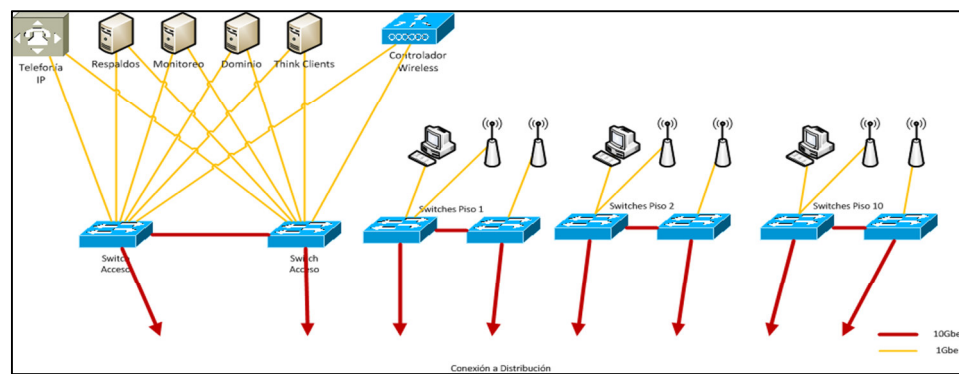 Telefonía
IP
Respaldos
Monitoreo
Dominio
Think Clients
Controlador
Wireless
Switches Piso 1
Switches Piso 2
Switches Piso 10
Switch
Acceso
Switch
Acceso
10Gbe
1Gbe
Conexión a Distribución